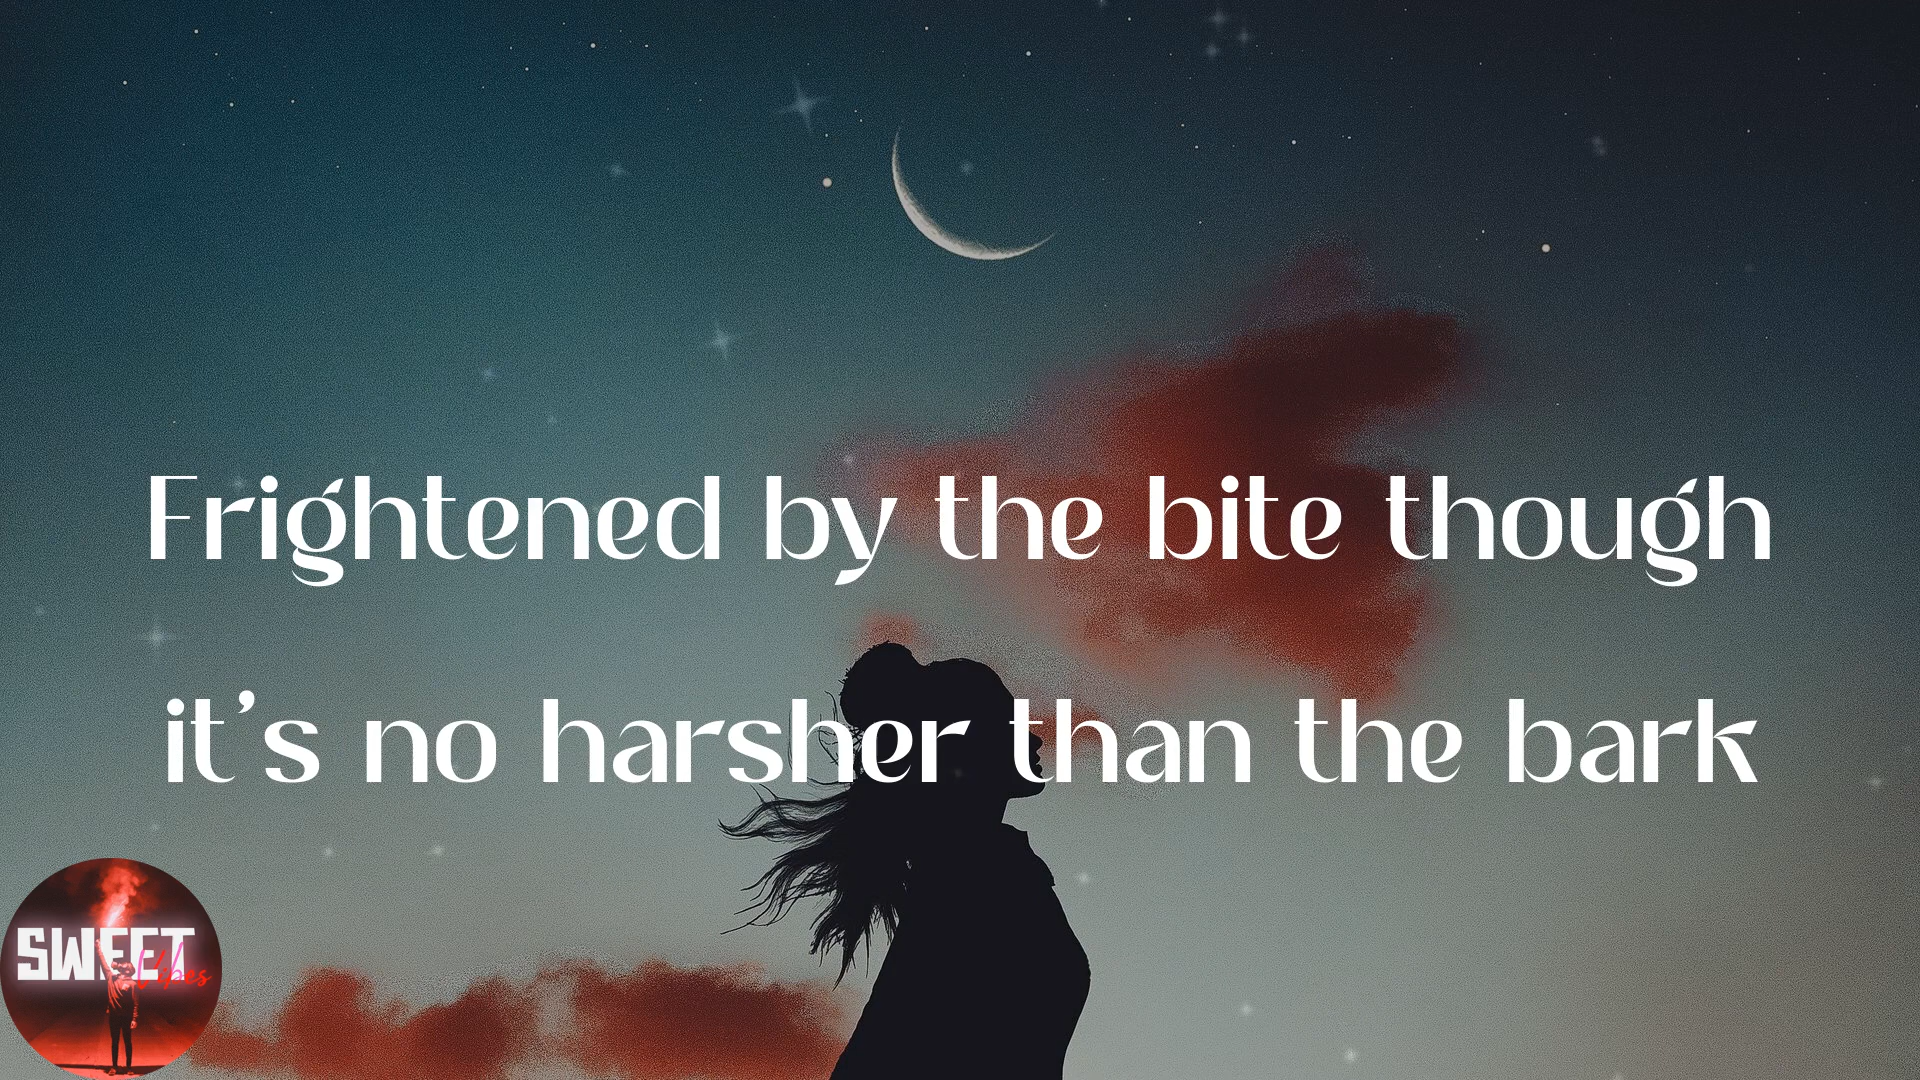 Frightened by the bite though
it's no harsher than the bark
SWEET
Vibes